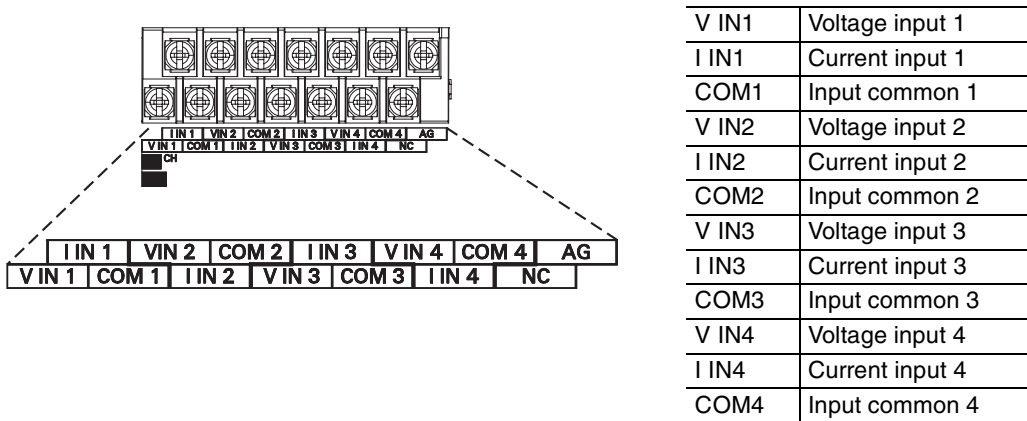 I IN 1 VIN 2 COM 2 I IN 3 V IN 4 COM 4 AG
V IN 1 COM 1 I IN 2 V IN 3 COM 3 I IN 4 NC
CH
I IN 1 VIN 2 COM 2 I IN 3 V IN 4 COM 4 AG
V IN 1 COM 1 I IN 2 V IN 3 COM 3 I IN 4 NC
V IN1 Voltage input 1
I IN1 Current input 1
COM1 Input common 1
V IN2 Voltage input 2
I IN2 Current input 2
COM2 Input common 2
V IN3 Voltage input 3
I IN3 Current input 3
COM3 Input common 3
V IN4 Voltage input 4
I IN4 Current input 4
COM4 Input common 4